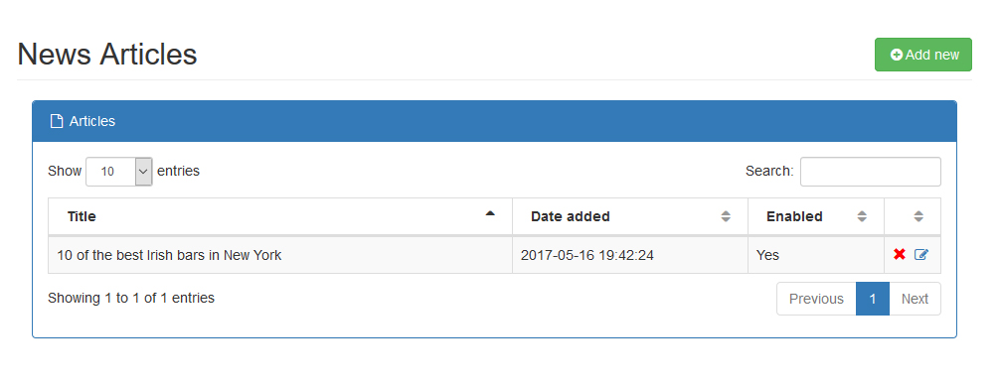 News Articles
Add new
Articles
Show 10 entries
Search:
Title Date added Enabled
10 of the best Irish bars in New York 2017-05-16 19:42:24 Yes
Showing 1 to 1 of 1 entries
Previous 1 Next